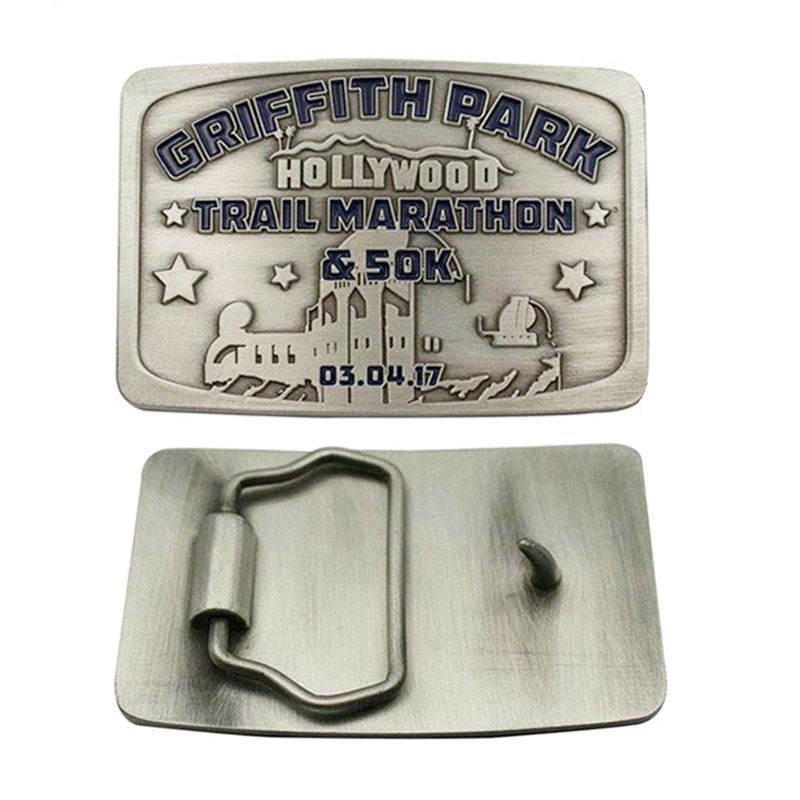 GRIFFITH PARK
HOLLYWOOD
TRAIL MARATHON
& 50K
03.04.17